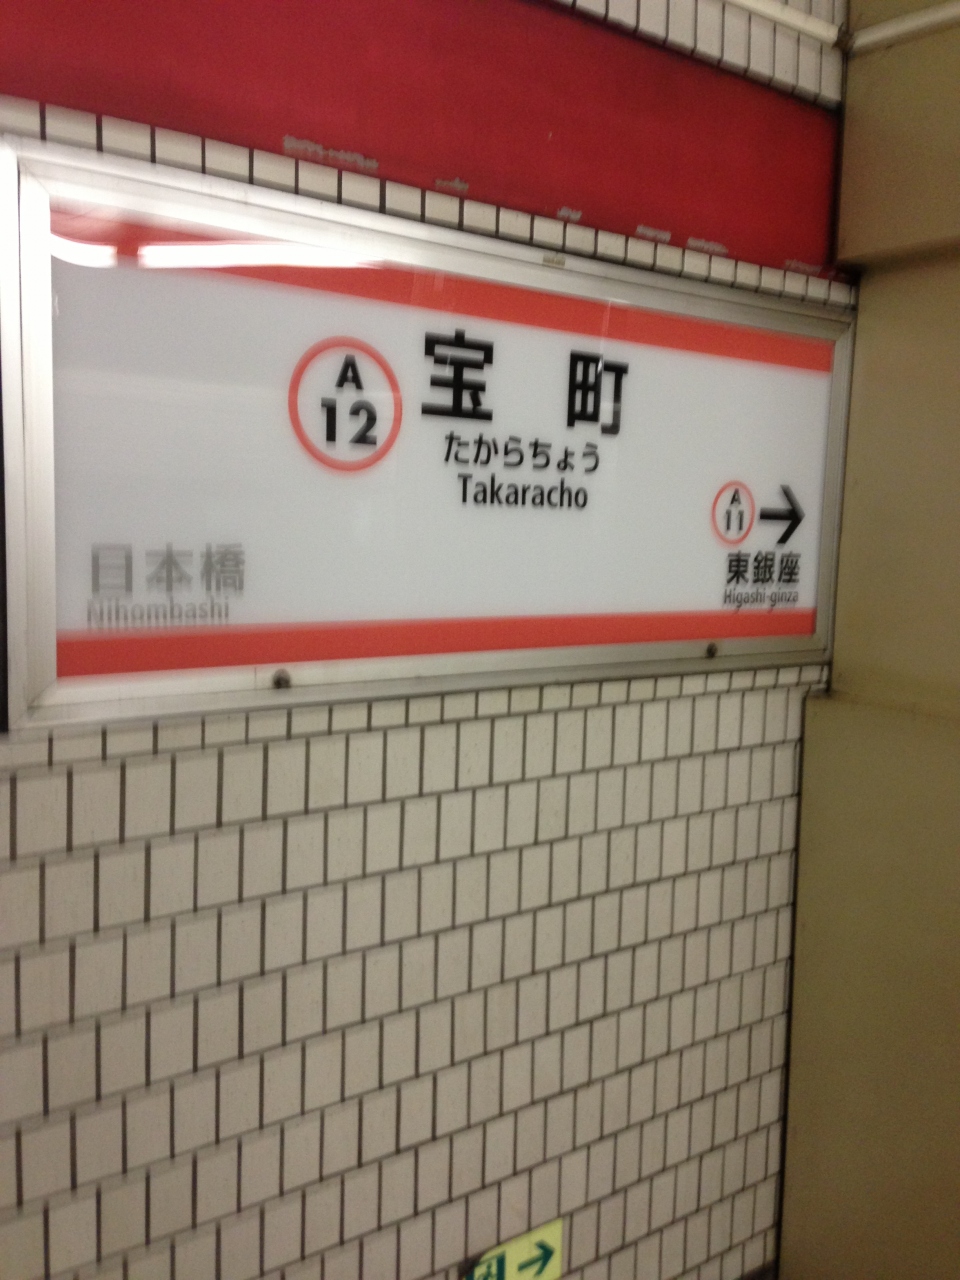 A
12
宝町
たからちょう
Takaracho
A
11
東銀座
Higashi-ginza
日本橋
Nihombashi